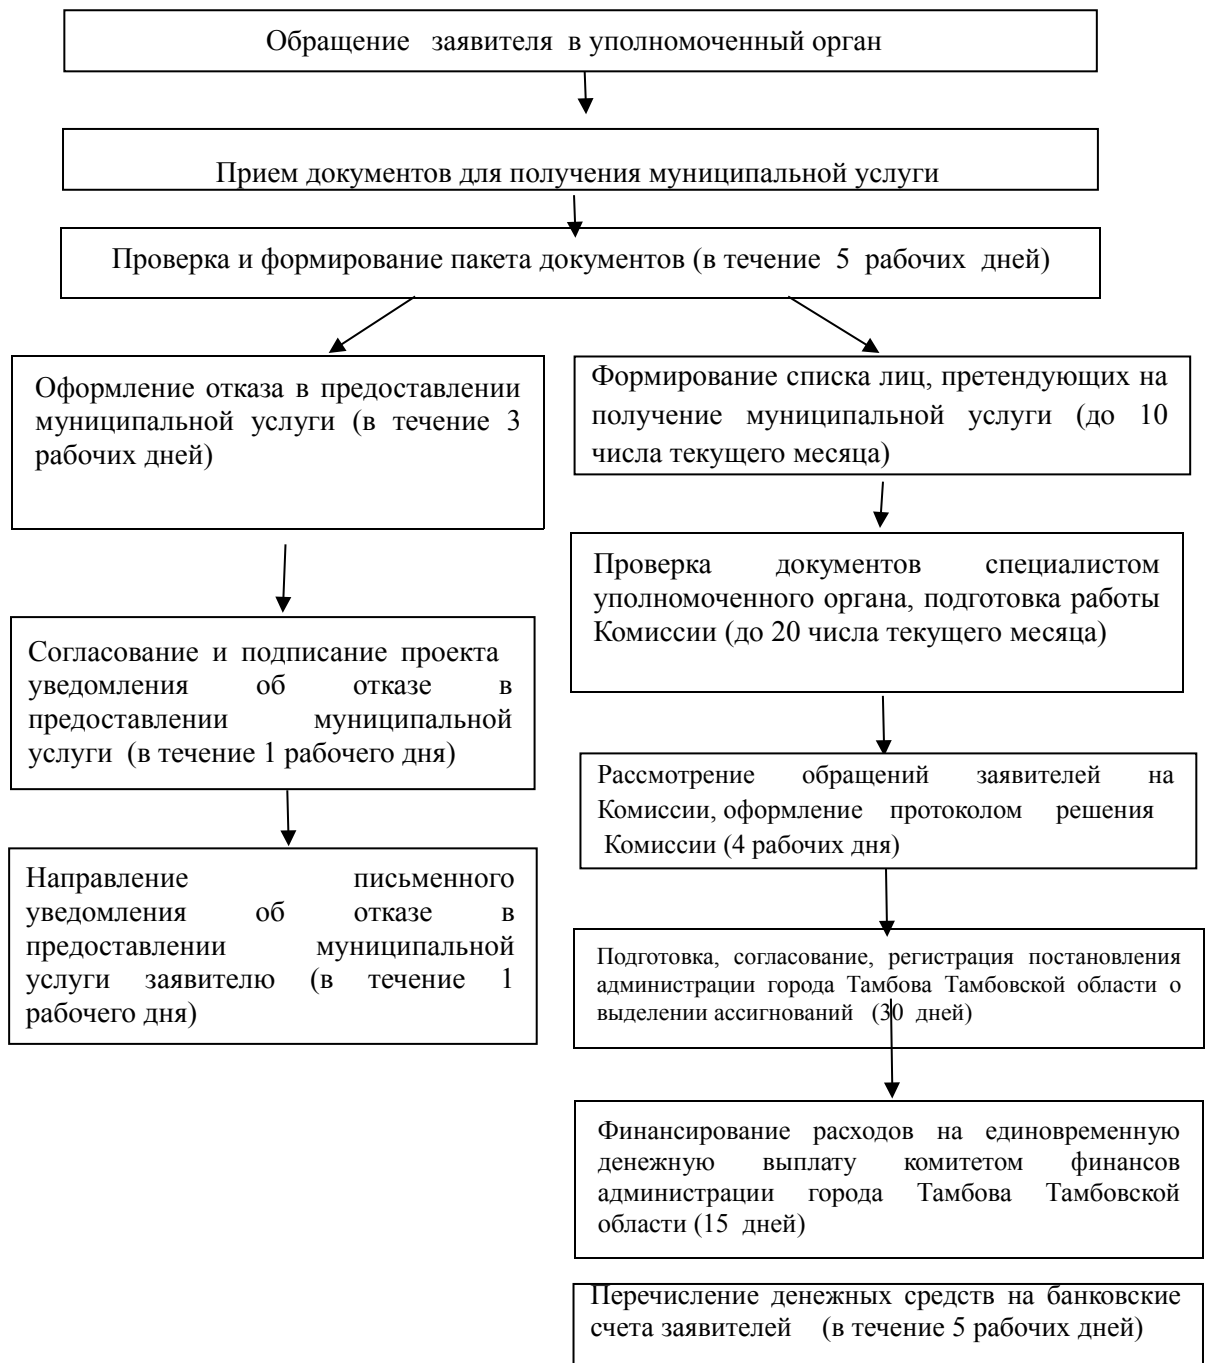 Обращение заявителя в уполномоченный орган
Прием документов для получения муниципальной услуги
Проверка и формирование пакета документов (в течение 5 рабочих дней)
Оформление отказа в предоставлении
муниципальной услуги (в течение 3
рабочих дней)
Согласование и подписание проекта
уведомления об отказе в
предоставлении муниципальной
услуги (в течение 1 рабочего дня)
Направление письменного
уведомления об отказе в
предоставлении муниципальной
услуги заявителю (в течение 1
рабочего дня)
Формирование списка лиц, претендующих на
получение муниципальной услуги (до 10
числа текущего месяца)
Проверка документов специалистом
уполномоченного органа, подготовка работы
Комиссии (до 20 числа текущего месяца)
Рассмотрение обращений заявителей на
Комиссии, оформление протоколом решения
Комиссии (4 рабочих дня)
Подготовка, согласование, регистрация постановления
администрации города Тамбова Тамбовской области о
выделении ассигнований (30 дней)
Финансирование расходов на единовременную
денежную выплату комитетом финансов
администрации города Тамбова Тамбовской
области (15 дней)
Перечисление денежных средств на банковские
счета заявителей (в течение 5 рабочих дней)